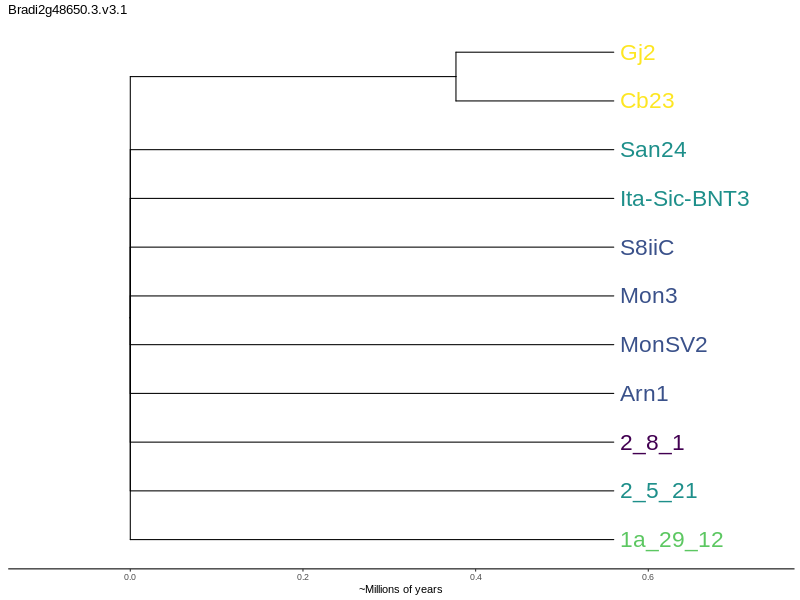 Bradi2g48650.3.v3.1
Gj2
Cb23
San24
Ita-Sic-BNT3
S8iiC
Mon3
MonSV2
Arn1
2_8_1
2_5_21
1a_29_12
0.0 0.2 0.4 0.6
~Millions of years